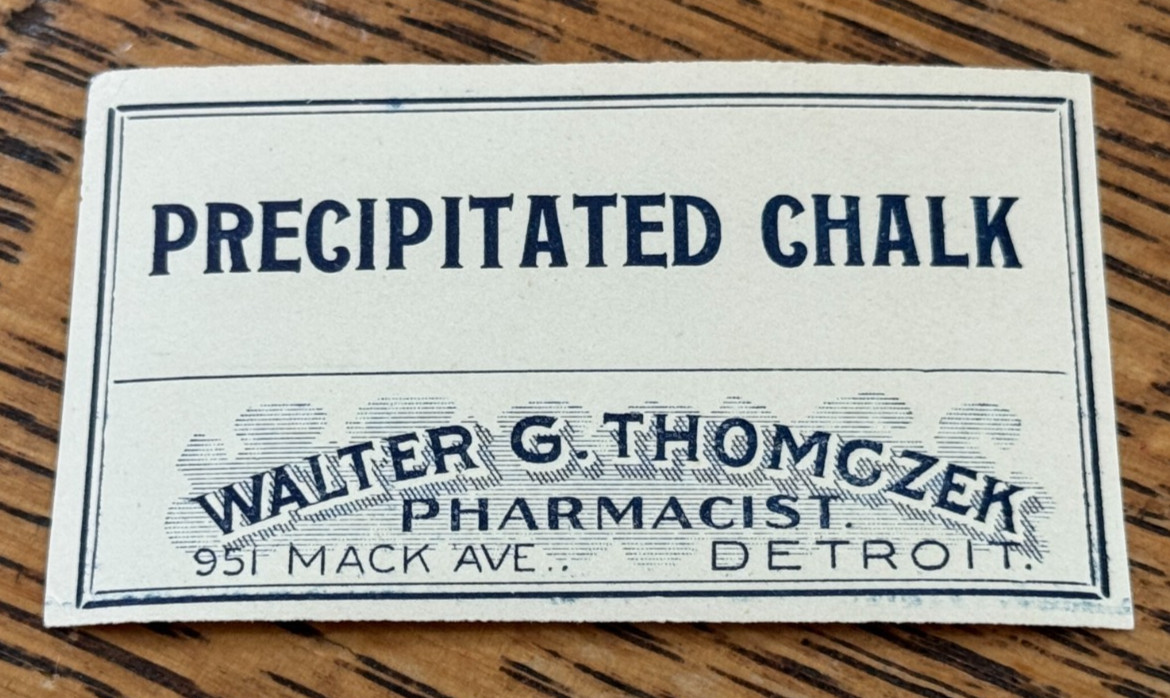 PRECIPITATED CHALK
WALTER G. THOMCZEK
PHARMACIST.
951 MACK AVE.. DETROIT.